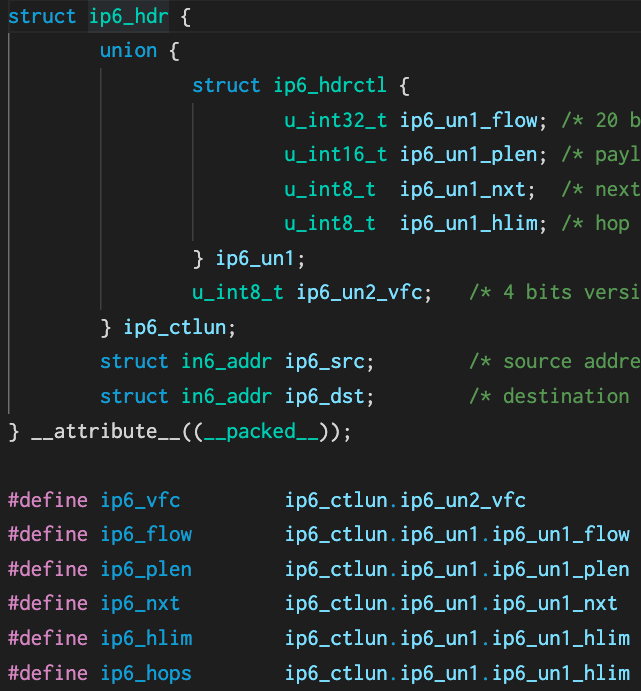 struct ip6_hdr {
union {
struct ip6_hdrctl {
u_int32_t ip6_un1_flow; /* 20 b
u_int16_t ip6_un1_plen; /* payl
u_int8_t  ip6_un1_nxt;  /* next
u_int8_t  ip6_un1_hlim; /* hop
} ip6_un1;
u_int8_t ip6_un2_vfc;   /* 4 bits versi
} ip6_ctlun;
struct in6_addr ip6_src;        /* source addre
struct in6_addr ip6_dst;        /* destination
} __attribute__((__packed__));
#define ip6_vfc         ip6_ctlun.ip6_un2_vfc
#define ip6_flow        ip6_ctlun.ip6_un1.ip6_un1_flow
#define ip6_plen        ip6_ctlun.ip6_un1.ip6_un1_plen
#define ip6_nxt         ip6_ctlun.ip6_un1.ip6_un1_nxt
#define ip6_hlim        ip6_ctlun.ip6_un1.ip6_un1_hlim
#define ip6_hops        ip6_ctlun.ip6_un1.ip6_un1_hlim